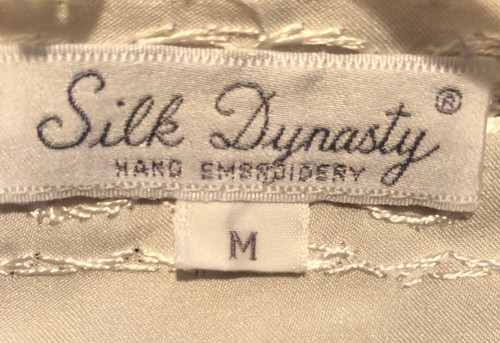 Silk Dynasty ®
HAND EMBROIDERY
M